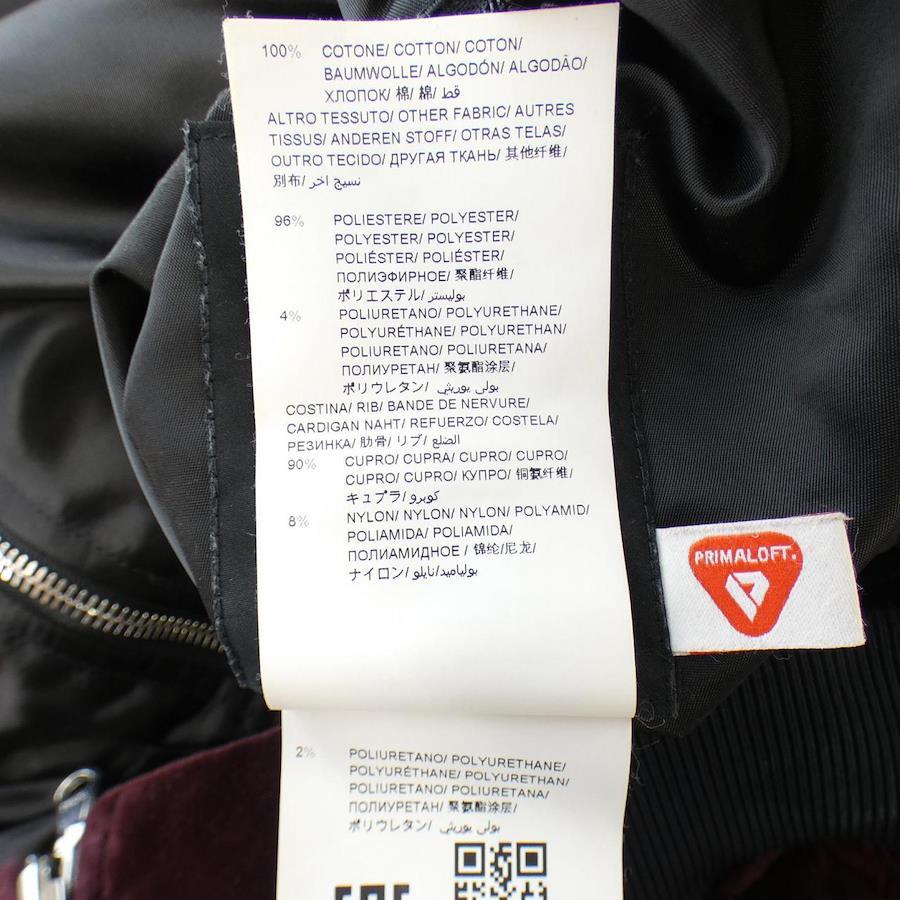 100% COTONE/ COTTON/ COTON/
BAUMWOLLE/ ALGODÓN/ ALGODÃO/
ХЛОПОК/ 棉/ 綿/ قطن
ALTRO TESSUTO/ OTHER FABRIC/ AUTRES
TISSUS/ ANDEREN STOFF/ OTRAS TELAS/
OUTRO TECIDO/ ДРУГАЯ ТКАНЬ/ 其他纤维/
別布/ نسيج اخر
96% POLIESTERE/ POLYESTER/
POLYESTER/ POLYESTER/
POLIÉSTER/ POLIÉSTER/
ПОЛИЭФИРНОЕ/ 聚酯纤维/
ポリエステル/ بوليستر
4% POLIURETANO/ POLYURETHANE/
POLYURÉTHANE/ POLYURETHAN/
POLIURETANO/ POLIURETANA/
ПОЛИУРЕТАН/ 聚氨酯涂层/
ポリウレタン/ بولى يوريثي
COSTINA/ RIB/ BANDE DE NERVURE/
CARDIGAN NAHT/ REFUERZO/ COSTELA/
РЕЗИНКА/ 肋骨/ リブ/ الضلع
90% CUPRO/ CUPRA/ CUPRO/ CUPRO/
CUPRO/ CUPRO/ КУПРО/ 铜氨纤维/
キュプラ/ كوبرو
8% NYLON/ NYLON/ NYLON/ POLYAMID/
POLIAMIDA/ POLIAMIDA/
ПОЛИАМИДНОЕ / 锦纶/尼龙/
ナイロン/ بولياميد/نايلو
PRIMALOFT.
2% POLIURETANO/ POLYURETHANE/
POLYURÉTHANE/ POLYURETHAN/
POLIURETANO/ POLIURETANA/
ПОЛИУРЕТАН/ 聚氨酯涂层/
ポリウレタン/ بولى يوريثي